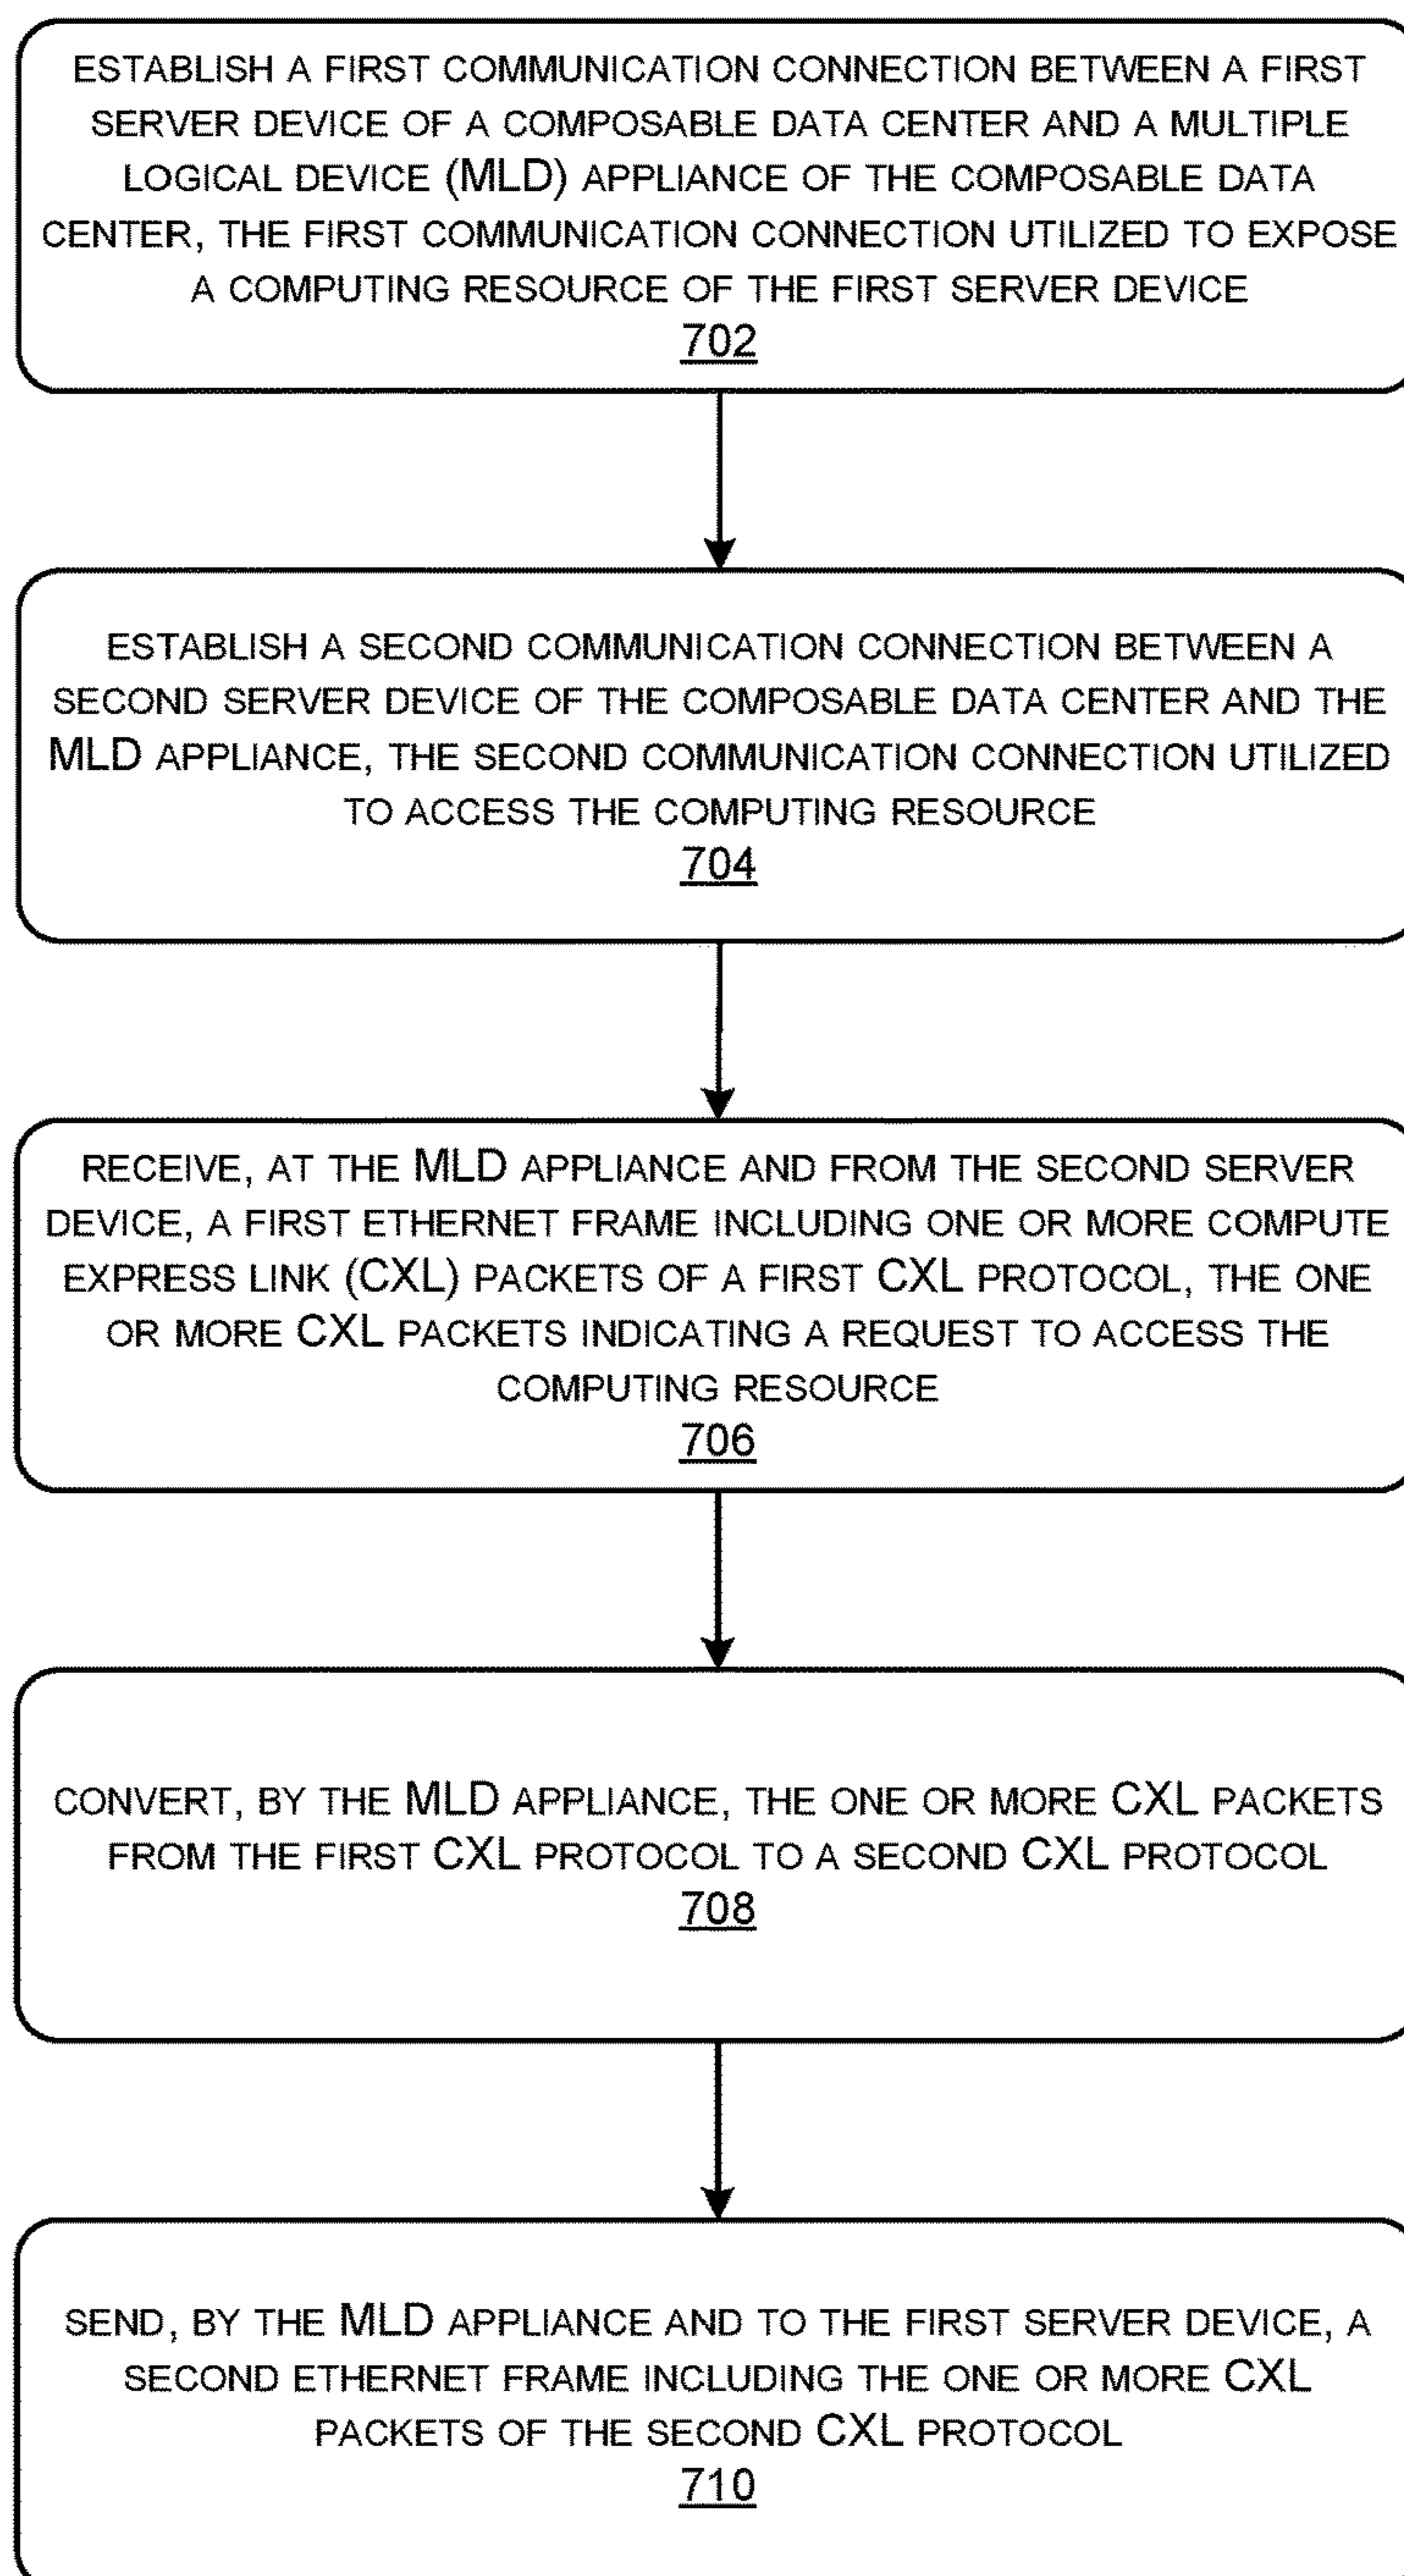 ESTABLISH A FIRST COMMUNICATION CONNECTION BETWEEN A FIRST
SERVER DEVICE OF A COMPOSABLE DATA CENTER AND A MULTIPLE
LOGICAL DEVICE (MLD) APPLIANCE OF THE COMPOSABLE DATA
CENTER, THE FIRST COMMUNICATION CONNECTION UTILIZED TO EXPOSE
A COMPUTING RESOURCE OF THE FIRST SERVER DEVICE
702
ESTABLISH A SECOND COMMUNICATION CONNECTION BETWEEN A
SECOND SERVER DEVICE OF THE COMPOSABLE DATA CENTER AND THE
MLD APPLIANCE, THE SECOND COMMUNICATION CONNECTION UTILIZED
TO ACCESS THE COMPUTING RESOURCE
704
RECEIVE, AT THE MLD APPLIANCE AND FROM THE SECOND SERVER
DEVICE, A FIRST ETHERNET FRAME INCLUDING ONE OR MORE COMPUTE
EXPRESS LINK (CXL) PACKETS OF A FIRST CXL PROTOCOL, THE ONE
OR MORE CXL PACKETS INDICATING A REQUEST TO ACCESS THE
COMPUTING RESOURCE
706
CONVERT, BY THE MLD APPLIANCE, THE ONE OR MORE CXL PACKETS
FROM THE FIRST CXL PROTOCOL TO A SECOND CXL PROTOCOL
708
SEND, BY THE MLD APPLIANCE AND TO THE FIRST SERVER DEVICE, A
SECOND ETHERNET FRAME INCLUDING THE ONE OR MORE CXL
PACKETS OF THE SECOND CXL PROTOCOL
710